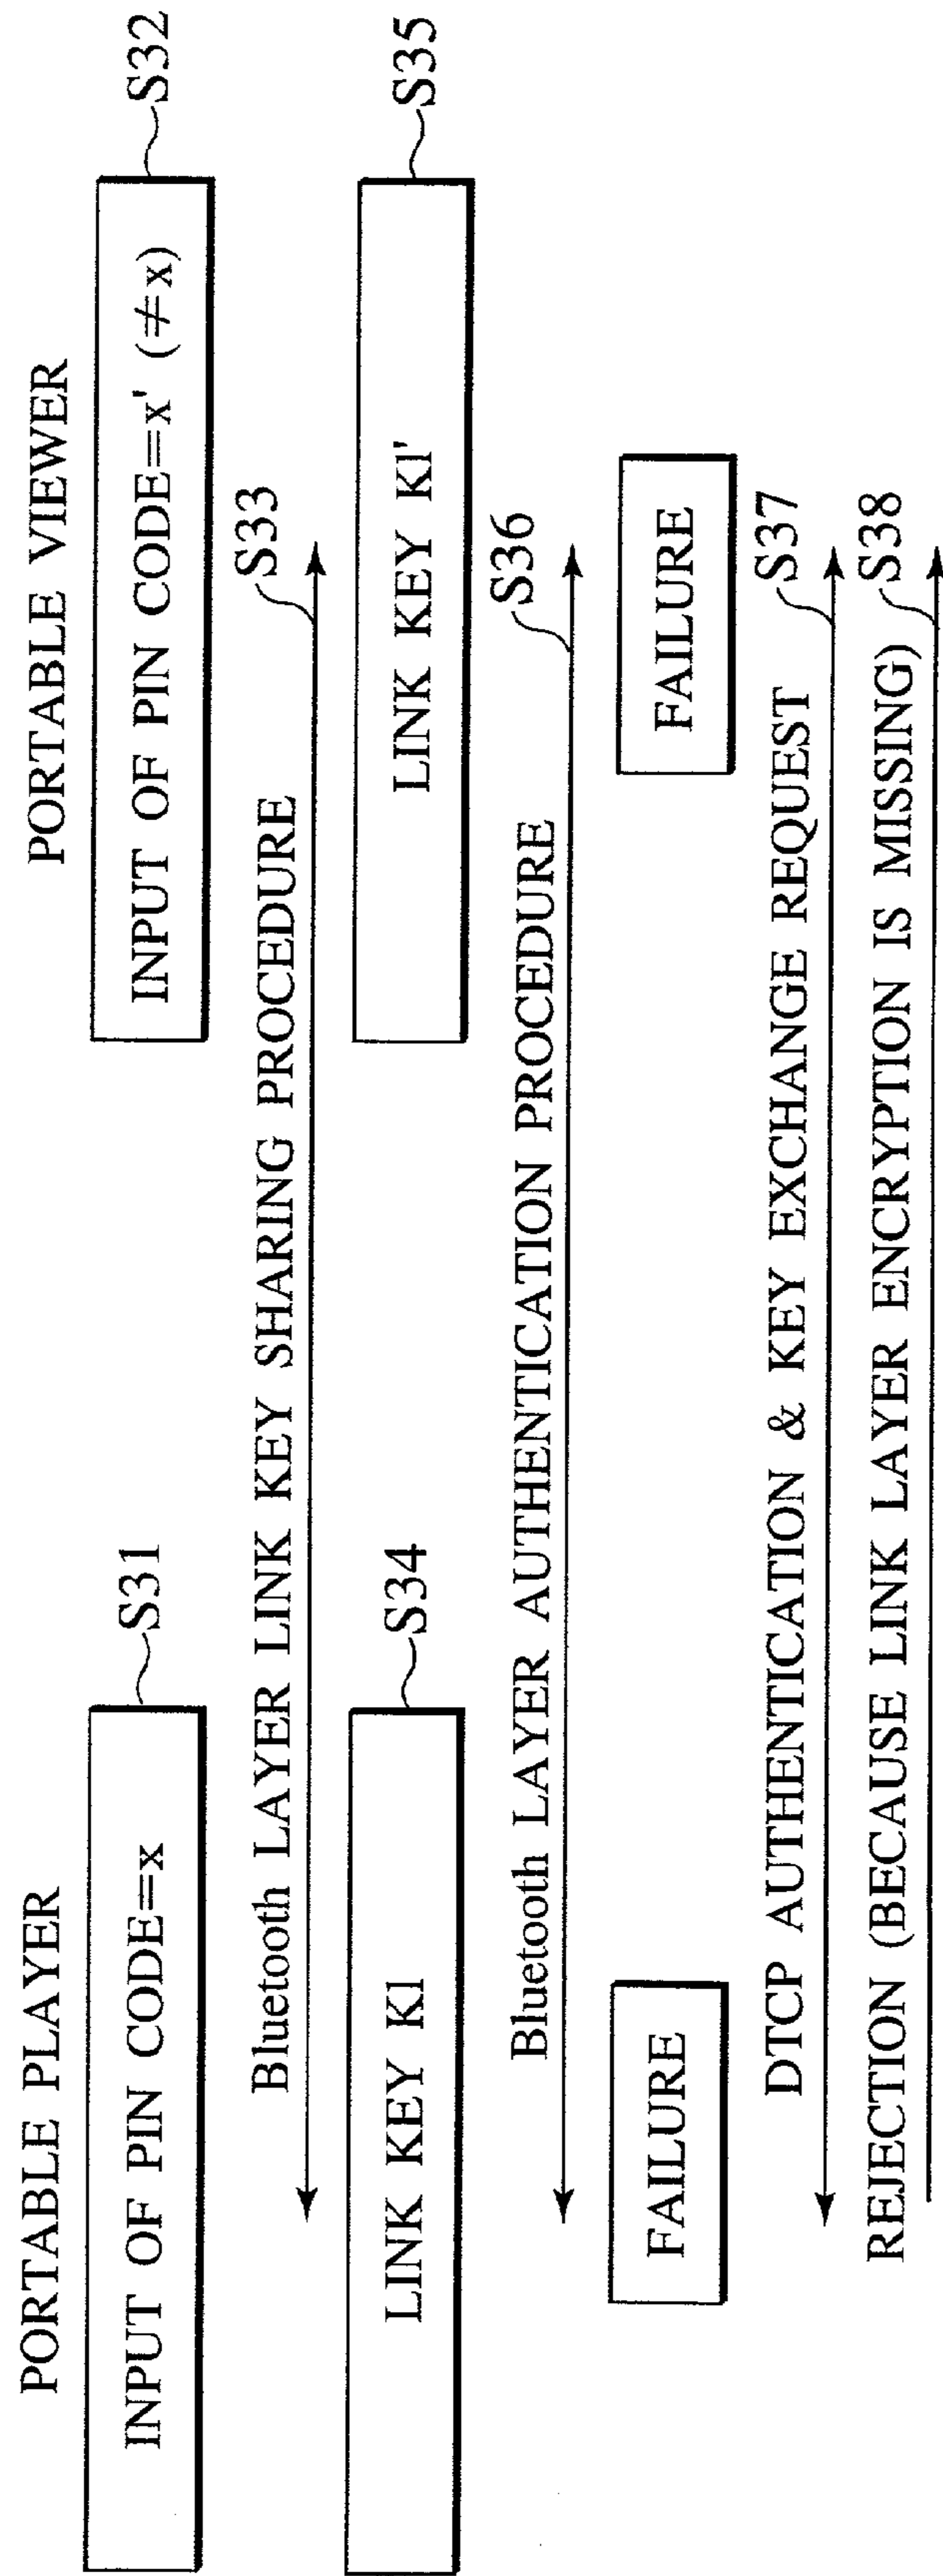 PORTABLE PLAYER
PORTABLE VIEWER
INPUT OF PIN CODE=x
S31
INPUT OF PIN CODE=x' (≠x)
S32
Bluetooth LAYER LINK KEY SHARING PROCEDURE
S33
LINK KEY Kl
S34
LINK KEY Kl'
S35
Bluetooth LAYER AUTHENTICATION PROCEDURE
S36
FAILURE
FAILURE
DTCP AUTHENTICATION & KEY EXCHANGE REQUEST
S37
REJECTION (BECAUSE LINK LAYER ENCRYPTION IS MISSING)
S38